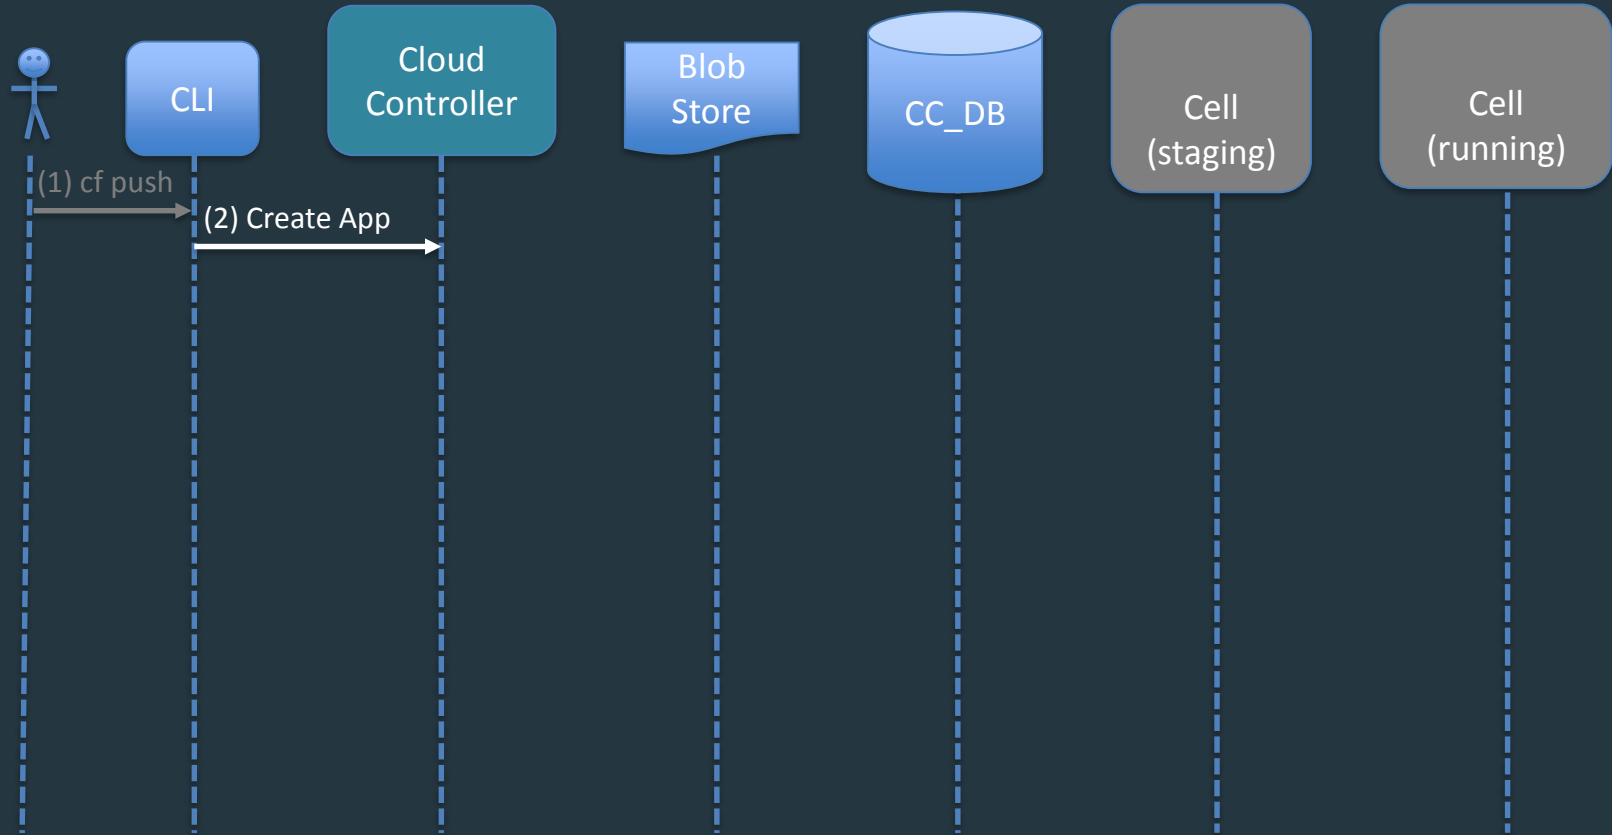 CLI
Cloud
Controller
Blob
Store
CC_DB
Cell
(staging)
Cell
(running)
(1) cf push
(2) Create App